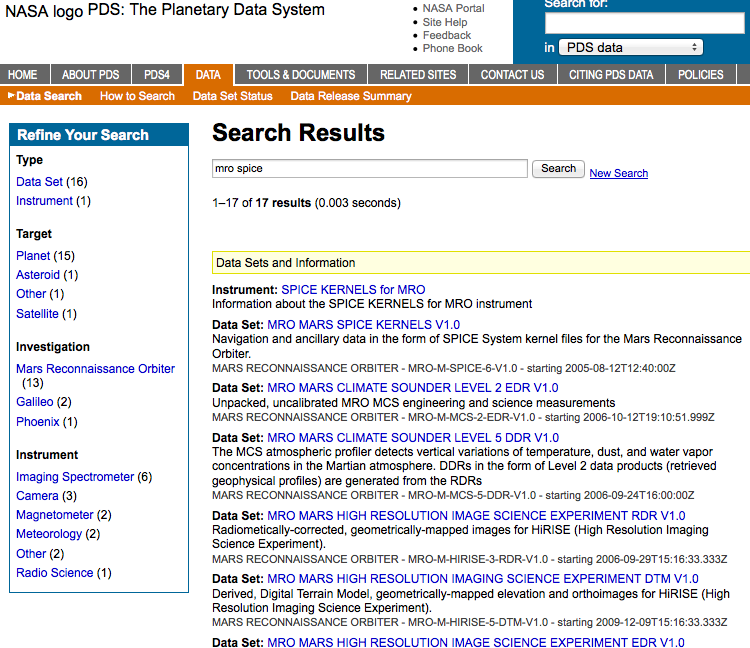 NASA logo PDS: The Planetary Data System
NASA Portal
Site Help
Feedback
Phone Book
Search for:
in PDS data
HOME ABOUT PDS PDS4 DATA TOOLS & DOCUMENTS RELATED SITES CONTACT US CITING PDS DATA POLICIES
Data Search How to Search Data Set Status Data Release Summary
Refine Your Search
Type
Data Set (16)
Instrument (1)
Target
Planet (15)
Asteroid (1)
Other (1)
Satellite (1)
Investigation
Mars Reconnaissance Orbiter
(13)
Galileo (2)
Phoenix (1)
Instrument
Imaging Spectrometer (6)
Camera (3)
Magnetometer (2)
Meteorology (2)
Other (2)
Radio Science (1)
Search Results
mro spice Search New Search
1–17 of 17 results (0.003 seconds)
Data Sets and Information
Instrument: SPICE KERNELS for MRO
Information about the SPICE KERNELS for MRO instrument
Data Set: MRO MARS SPICE KERNELS V1.0
Navigation and ancillary data in the form of SPICE System kernel files for the Mars Reconnaissance
Orbiter.
MARS RECONNAISSANCE ORBITER - MRO-M-SPICE-6-V1.0 - starting 2005-08-12T12:40:00Z
Data Set: MRO MARS CLIMATE SOUNDER LEVEL 2 EDR V1.0
Unpacked, uncalibrated MRO MCS engineering and science measurements
MARS RECONNAISSANCE ORBITER - MRO-M-MCS-2-EDR-V1.0 - starting 2006-10-12T19:10:51.999Z
Data Set: MRO MARS CLIMATE SOUNDER LEVEL 5 DDR V1.0
The MCS atmospheric profiler detects vertical variations of temperature, dust, and water vapor
concentrations in the Martian atmosphere. DDRs in the form of Level 2 data products (retrieved
geophysical profiles) are generated from the RDRs
MARS RECONNAISSANCE ORBITER - MRO-M-MCS-5-DDR-V1.0 - starting 2006-09-24T16:00:00Z
Data Set: MRO MARS HIGH RESOLUTION IMAGE SCIENCE EXPERIMENT RDR V1.0
Radiometically-corrected, geometrically-mapped images for HiRISE (High Resolution Imaging
Science Experiment).
MARS RECONNAISSANCE ORBITER - MRO-M-HIRISE-3-RDR-V1.0 - starting 2006-09-29T15:16:33.333Z
Data Set: MRO MARS HIGH RESOLUTION IMAGING SCIENCE EXPERIMENT DTM V1.0
Derived, Digital Terrain Model, geometrically-mapped elevation and orthoimages for HiRISE (High
Resolution Imaging Science Experiment).
MARS RECONNAISSANCE ORBITER - MRO-M-HIRISE-5-DTM-V1.0 - starting 2009-12-09T15:16:33.333Z
Data Set: MRO MARS HIGH RESOLUTION IMAGE SCIENCE EXPERIMENT EDR V1.0